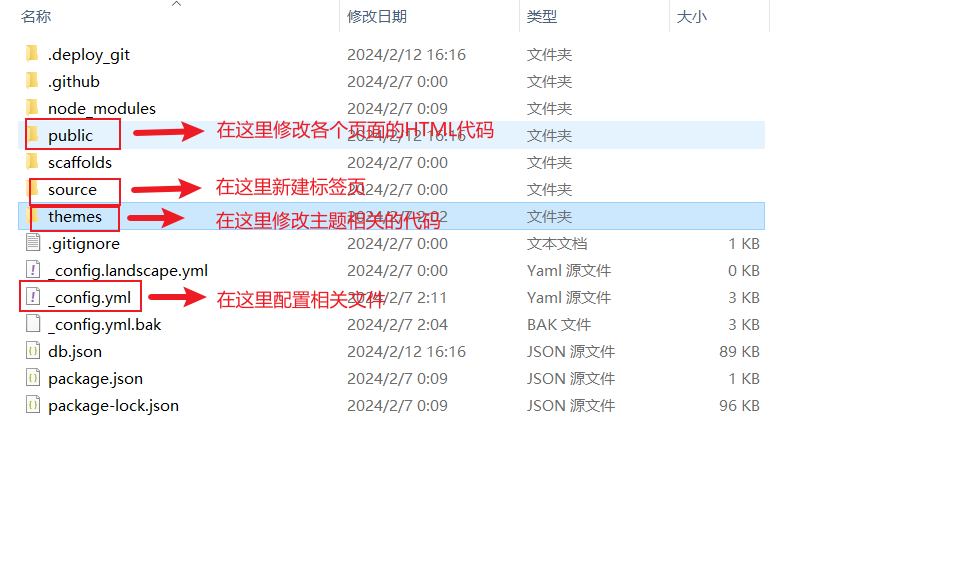 名称 修改日期 类型 大小
.deploy_git 2024/2/12 16:16 文件夹
.github 2024/2/7 0:00 文件夹
node_modules 2024/2/7 0:09 文件夹
public 在这里修改各个页面的HTML代码 2024/2/12 16:16 文件夹
scaffolds 2024/2/7 0:00 文件夹
source 在这里新建标签页 2024/2/7 0:00 文件夹
themes 在这里修改主题相关的代码 2024/2/7 2:02 文件夹
.gitignore 2024/2/7 0:00 文本文档 1 KB
_config.landscape.yml 2024/2/7 0:00 Yaml 源文件 0 KB
_config.yml 在这里配置相关文件 2024/2/7 2:11 Yaml 源文件 3 KB
_config.yml.bak 2024/2/7 2:04 BAK 文件 3 KB
db.json 2024/2/12 16:16 JSON 源文件 89 KB
package.json 2024/2/7 0:09 JSON 源文件 1 KB
package-lock.json 2024/2/7 0:09 JSON 源文件 96 KB